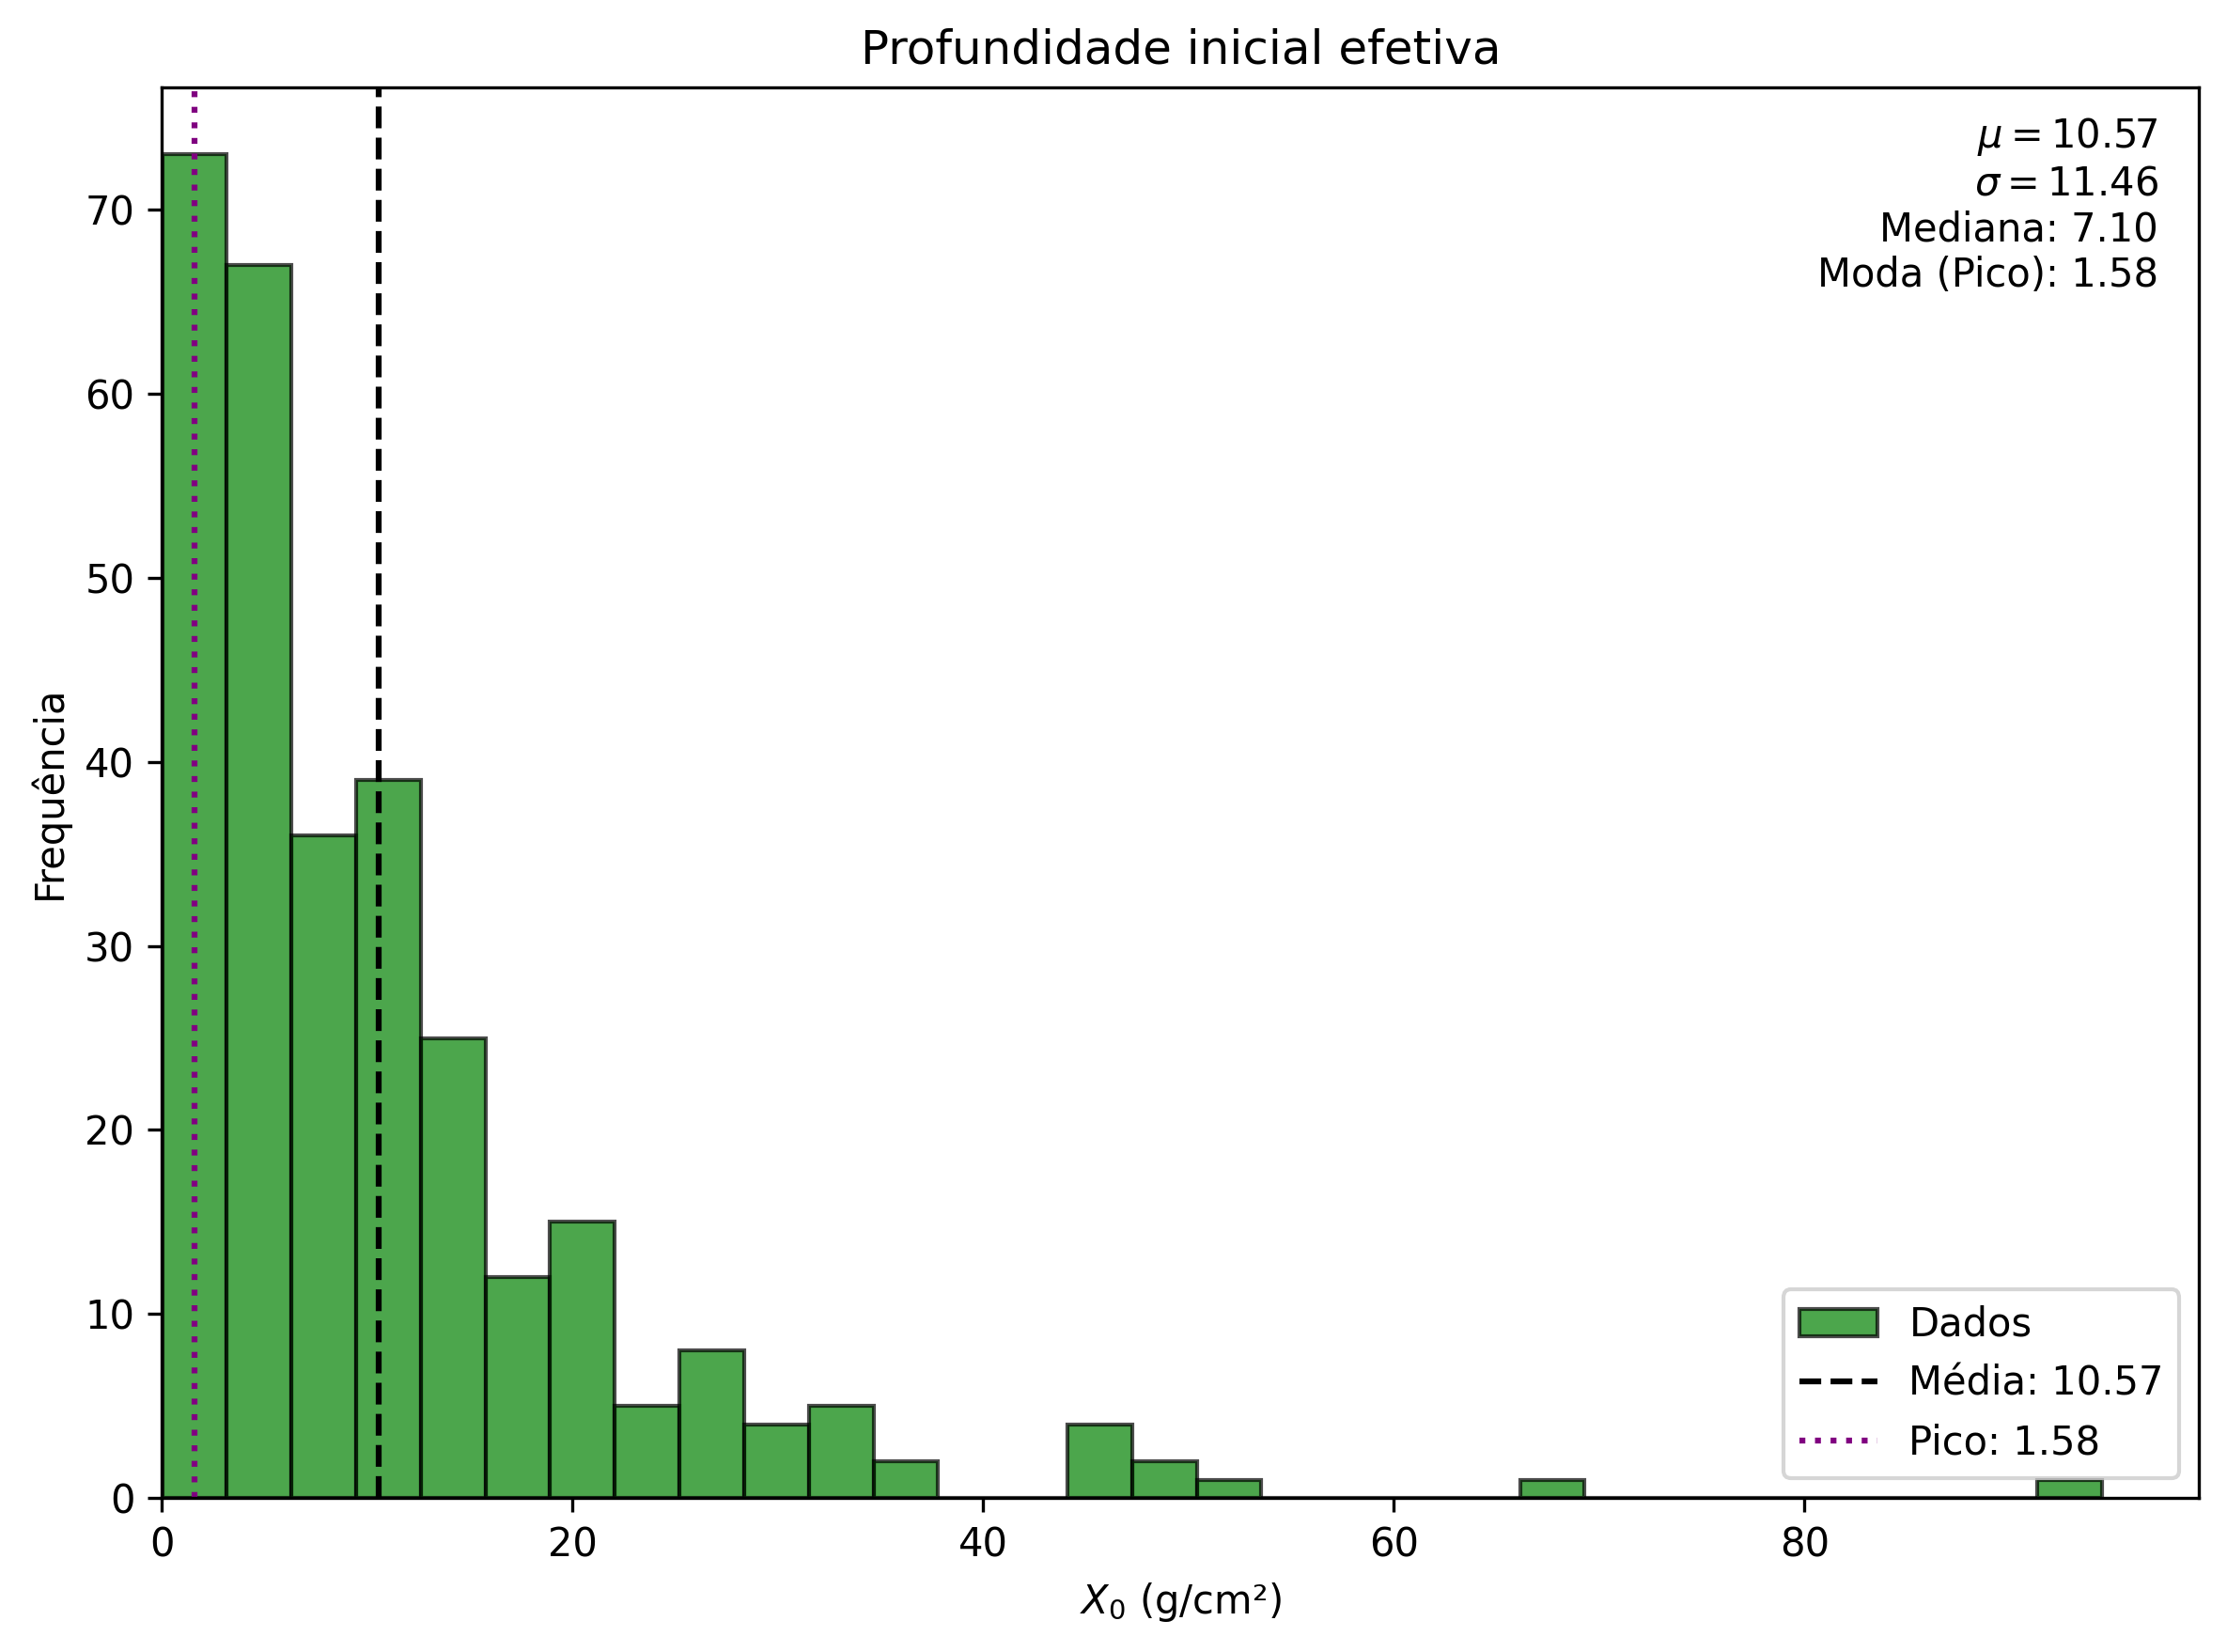 Profundidade inicial efetiva
μ = 10.57
σ = 11.46
Mediana: 7.10
Moda (Pico): 1.58
Frequência
70
60
50
40
30
20
10
0
Dados
Média: 10.57
Pico: 1.58
0 20 40 60 80
X₀ (g/cm²)